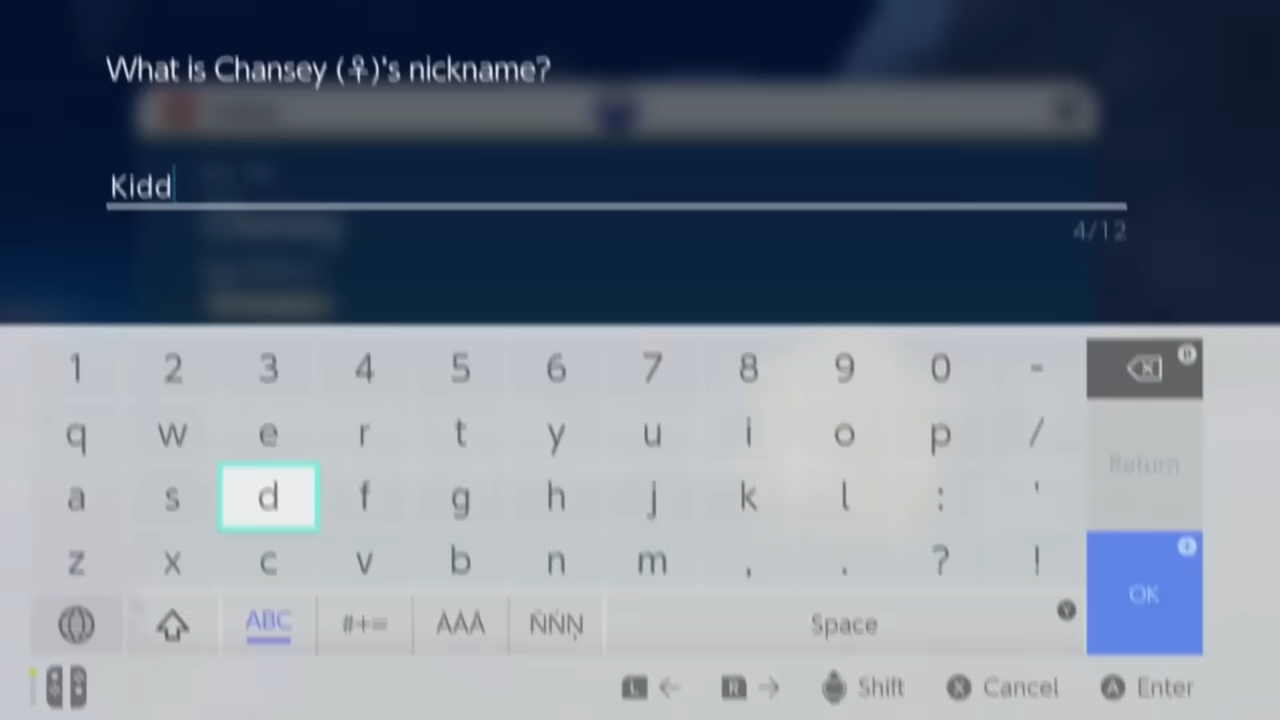 What is Chansey (♀)'s nickname?
Kidd
4/12
1 2 3 4 5 6 7 8 9 0 -
q w e r t y u i o p /
Return
a s d f g h j k l : '
z x c v b n m , . ? !
OK
ABC #+= ÀÁÂ ÑŃŅ Space Y
L ← R → Shift X Cancel A Enter